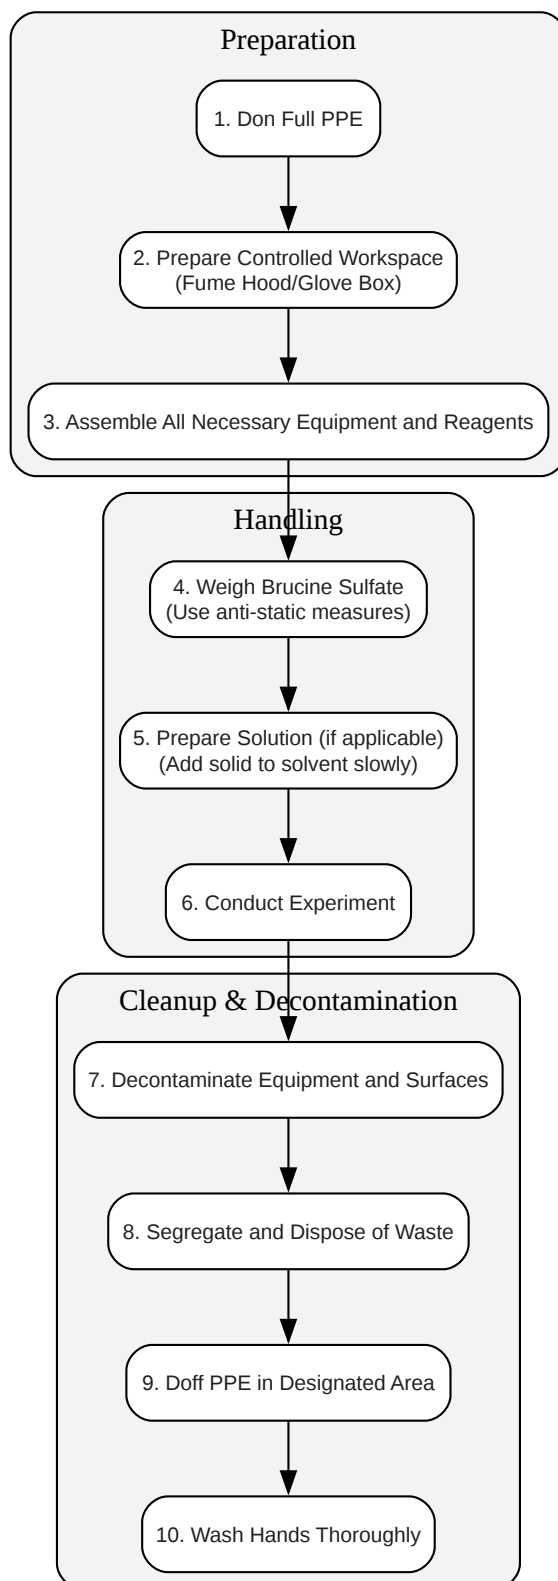 Preparation
1. Don Full PPE
2. Prepare Controlled Workspace
(Fume Hood/Glove Box)
3. Assemble All Necessary Equipment and Reagents
Handling
4. Weigh Brucine Sulfate
(Use anti-static measures)
5. Prepare Solution (if applicable)
(Add solid to solvent slowly)
6. Conduct Experiment
Cleanup & Decontamination
7. Decontaminate Equipment and Surfaces
8. Segregate and Dispose of Waste
9. Doff PPE in Designated Area
10. Wash Hands Thoroughly